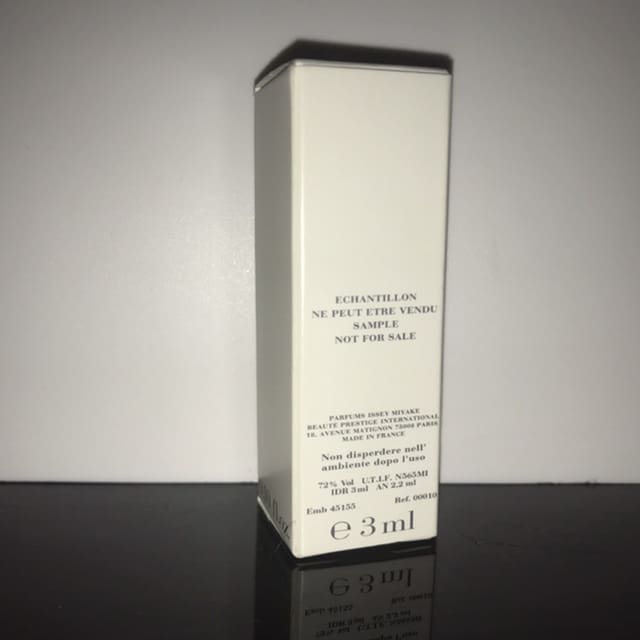 ECHANTILLON
NE PEUT ETRE VENDU
SAMPLE
NOT FOR SALE
PARFUMS ISSEY MIYAKE
BEAUTÉ PRESTIGE INTERNATIONAL
18, AVENUE MATIGNON 75008 PARIS
MADE IN FRANCE
Non disperdere nell'
ambiente dopo l'uso
72% Vol U.T.I.F. N565MI
IDR 3 ml AN 2,2 ml
Emb 45155 Ref. 00010
e 3 ml